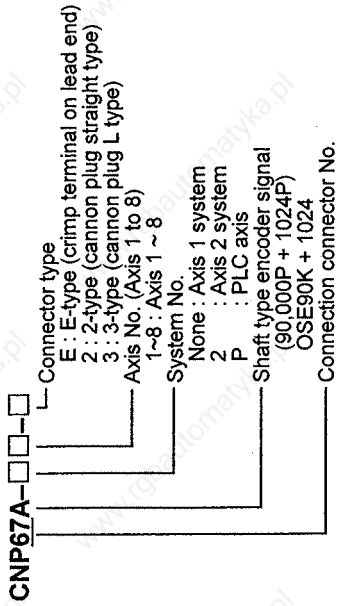 CNP67A-□□-□
Connector type
E : E-type (crimp terminal on lead end)
2 : 2-type (cannon plug straight type)
3 : 3-type (cannon plug L type)
Axis No. (Axis 1 to 8)
1~8 : Axis 1 ~ 8
System No.
None : Axis 1 system
2 : Axis 2 system
P : PLC axis
Shaft type encoder signal
(90,000P + 1024P)
OSE90K + 1024
Connection connector No.
www.rgbautomatyka.pl